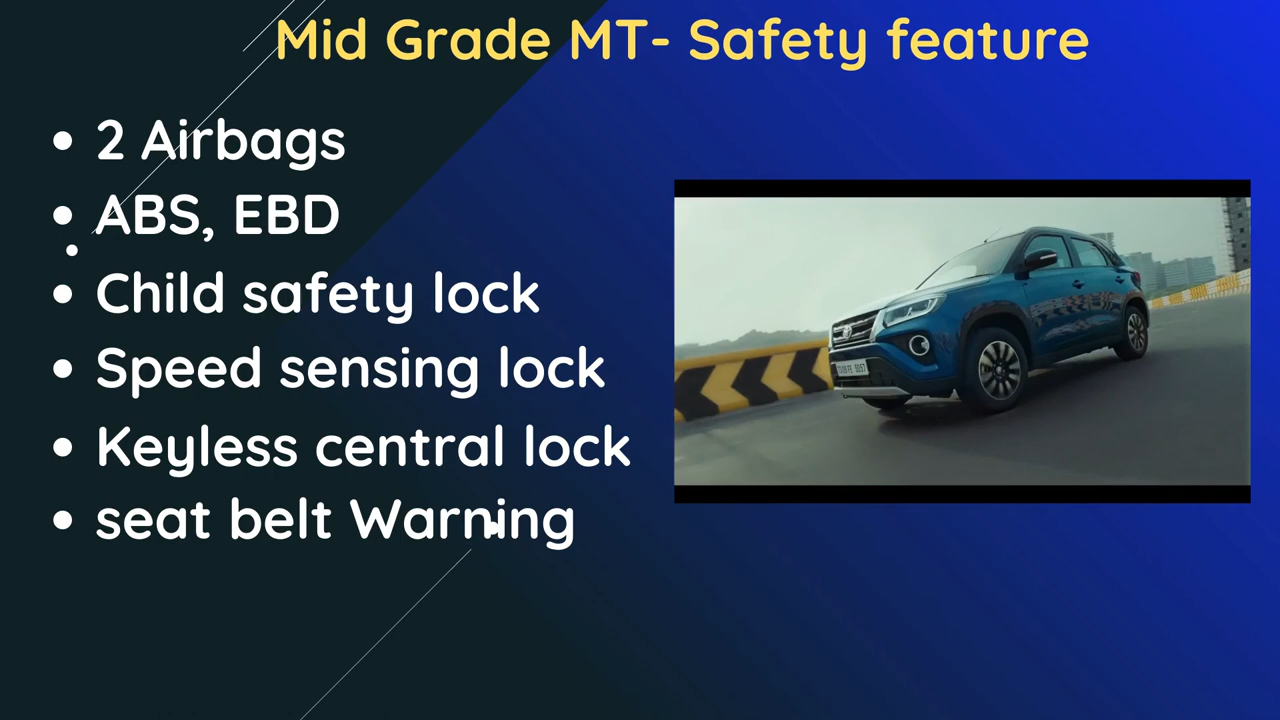 Mid Grade MT- Safety feature
2 Airbags
ABS, EBD
Child safety lock
Speed sensing lock
Keyless central lock
seat belt Warning